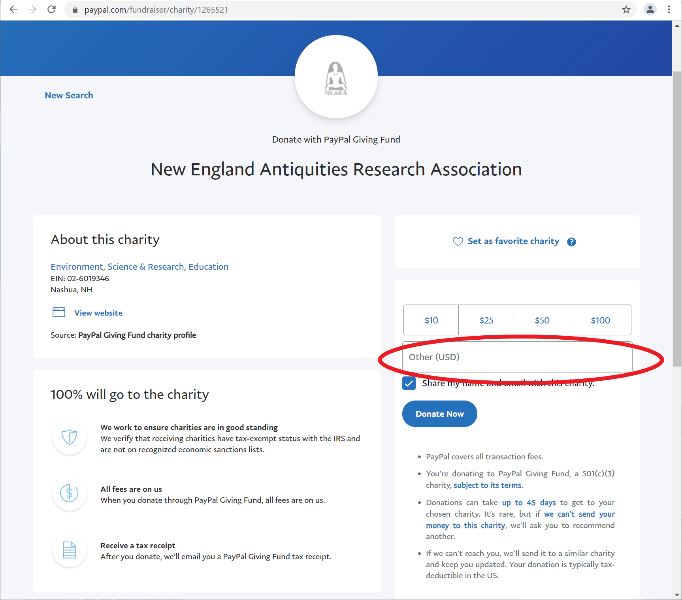 paypal.com/fundraiser/charity/1265521
NEARA
New Search
Donate with PayPal Giving Fund
New England Antiquities Research Association
About this charity
Environment, Science & Research, Education
EIN: 02-6019346
Nashua, NH
View website
Source: PayPal Giving Fund charity profile
100% will go to the charity
We work to ensure charities are in good standing
We verify that receiving charities have tax-exempt status with the IRS and
are not on recognized economic sanctions lists.
All fees are on us
When you donate through PayPal Giving Fund, all fees are on us.
Receive a tax receipt
After you donate, we'll email you a PayPal Giving Fund tax receipt.
Set as favorite charity ?
$10 $25 $50 $100
Other (USD)
Share my name and email with this charity.
Donate Now
• PayPal covers all transaction fees.
• You're donating to PayPal Giving Fund, a 501(c)(3)
charity, subject to its terms.
• Donations can take up to 45 days to get to your
chosen charity. It's rare, but if we can't send your
money to this charity, we'll ask you to recommend
another.
• If we can't reach you, we'll send it to a similar charity
and keep you updated. Your donation is typically tax-
deductible in the US.